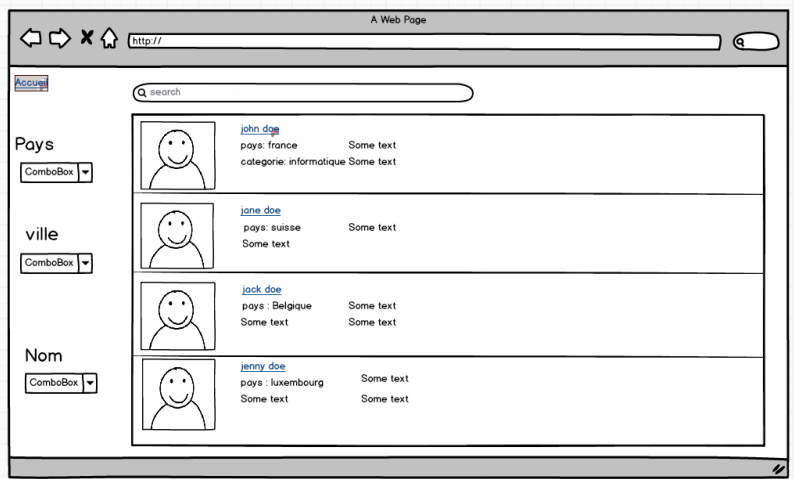 A Web Page
http://
Accueil
search
Pays
ComboBox
ville
ComboBox
Nom
ComboBox
john doe
pays: france Some text
categorie: informatique Some text
jane doe
pays: suisse Some text
Some text
jack doe
pays : Belgique Some text
Some text Some text
jenny doe
pays : luxembourg Some text
Some text Some text